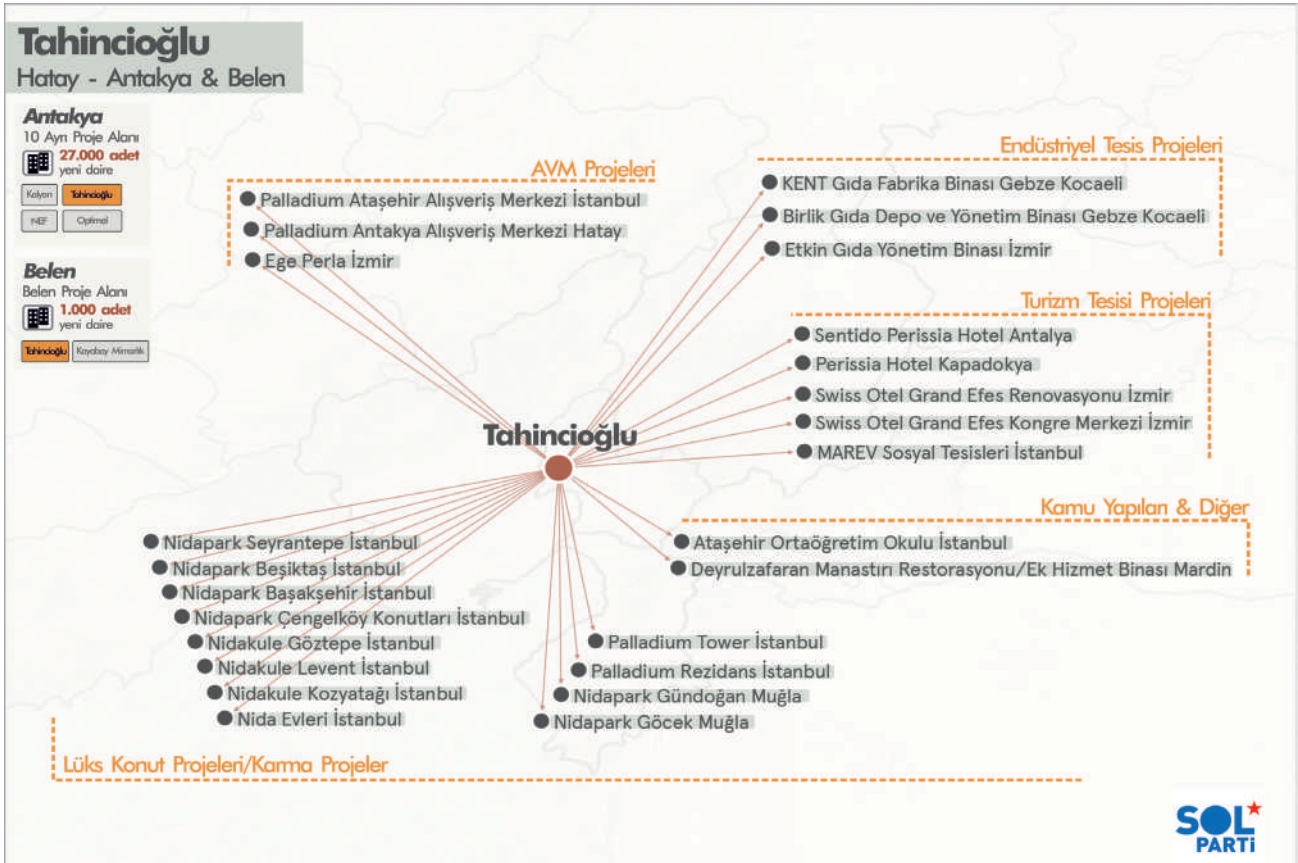 Tahincioğlu
Hatay - Antakya & Belen
Antakya
10 Ayrı Proje Alanı
27.000 adet
yeni daire
Kalyon
Tahincioğlu
NEF
Optimal
Belen
Belen Proje Alanı
1.000 adet
yeni daire
Tahincioğlu
Kayabay Mimarlık
AVM Projeleri
Palladium Ataşehir Alışveriş Merkezi İstanbul
Palladium Antakya Alışveriş Merkezi Hatay
Ege Perla İzmir
Endüstriyel Tesis Projeleri
KENT Gıda Fabrika Binası Gebze Kocaeli
Birlik Gıda Depo ve Yönetim Binası Gebze Kocaeli
Etkin Gıda Yönetim Binası İzmir
Turizm Tesisi Projeleri
Sentido Perissia Hotel Antalya
Perissia Hotel Kapadokya
Swiss Otel Grand Efes Renovasyonu İzmir
Swiss Otel Grand Efes Kongre Merkezi İzmir
MAREV Sosyal Tesisleri İstanbul
Tahincioğlu
Kamu Yapıları & Diğer
Ataşehir Ortaöğretim Okulu İstanbul
Deyrulzafaran Manastırı Restorasyonu/Ek Hizmet Binası Mardin
Nidapark Seyrantepe İstanbul
Nidapark Beşiktaş İstanbul
Nidapark Başakşehir İstanbul
Nidapark Çengelköy Konutları İstanbul
Nidakule Göztepe İstanbul
Nidakule Levent İstanbul
Nidakule Kozyatağı İstanbul
Nida Evleri İstanbul
Palladium Tower İstanbul
Palladium Rezidans İstanbul
Nidapark Gündoğan Muğla
Nidapark Göcek Muğla
Lüks Konut Projeleri/Karma Projeler
SOL
PARTİ